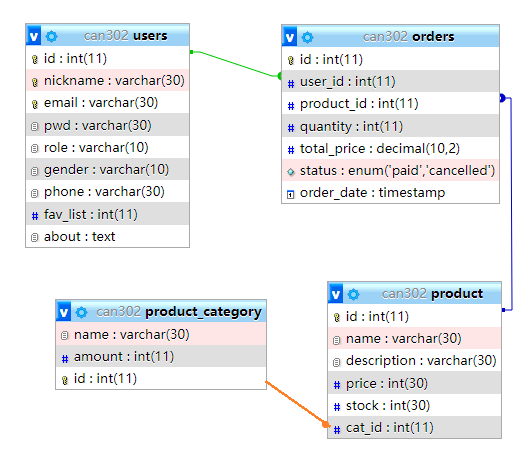 can302 users
id : int(11)
nickname : varchar(30)
email : varchar(30)
pwd : varchar(30)
role : varchar(10)
gender : varchar(10)
phone : varchar(30)
fav_list : int(11)
about : text
can302 orders
id : int(11)
user_id : int(11)
product_id : int(11)
quantity : int(11)
total_price : decimal(10,2)
status : enum('paid','cancelled')
order_date : timestamp
can302 product_category
name : varchar(30)
amount : int(11)
id : int(11)
can302 product
id : int(11)
name : varchar(30)
description : varchar(30)
price : int(30)
stock : int(30)
cat_id : int(11)